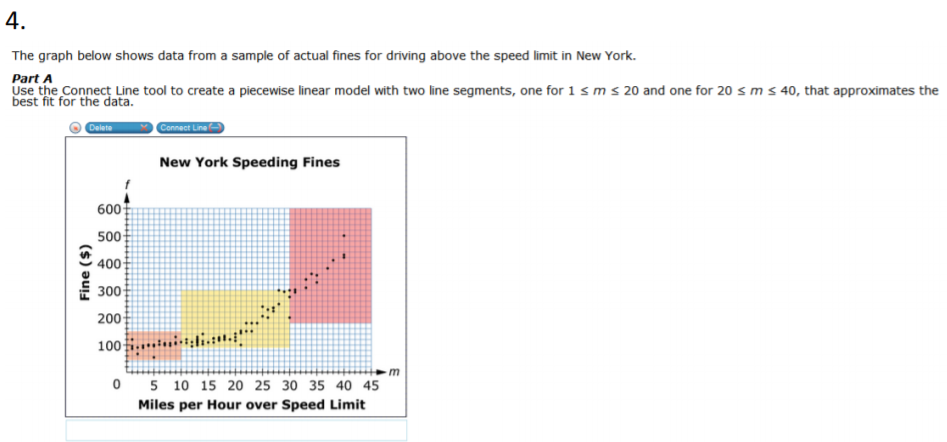 4.
The graph below shows data from a sample of actual fines for driving above the speed limit in New York.
Part A
Use the Connect Line tool to create a piecewise linear model with two line segments, one for 1 ≤ m ≤ 20 and one for 20 ≤ m ≤ 40, that approximates the
best fit for the data.
Delete Connect Line
New York Speeding Fines
f
600
500
400
300
200
100
Fine ($)
m
0 5 10 15 20 25 30 35 40 45
Miles per Hour over Speed Limit